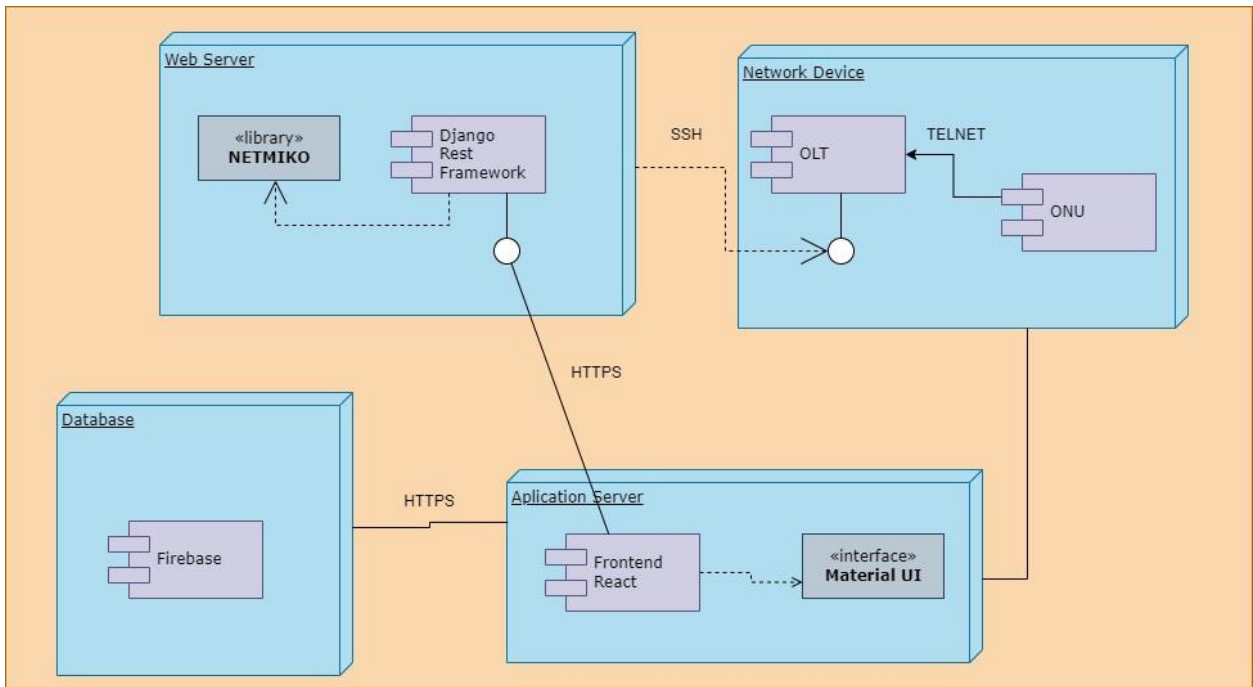 Web Server
«library»
NETMIKO
Django
Rest
Framework
SSH
Network Device
OLT
TELNET
ONU
HTTPS
Database
Firebase
HTTPS
Aplication Server
Frontend
React
«interface»
Material UI